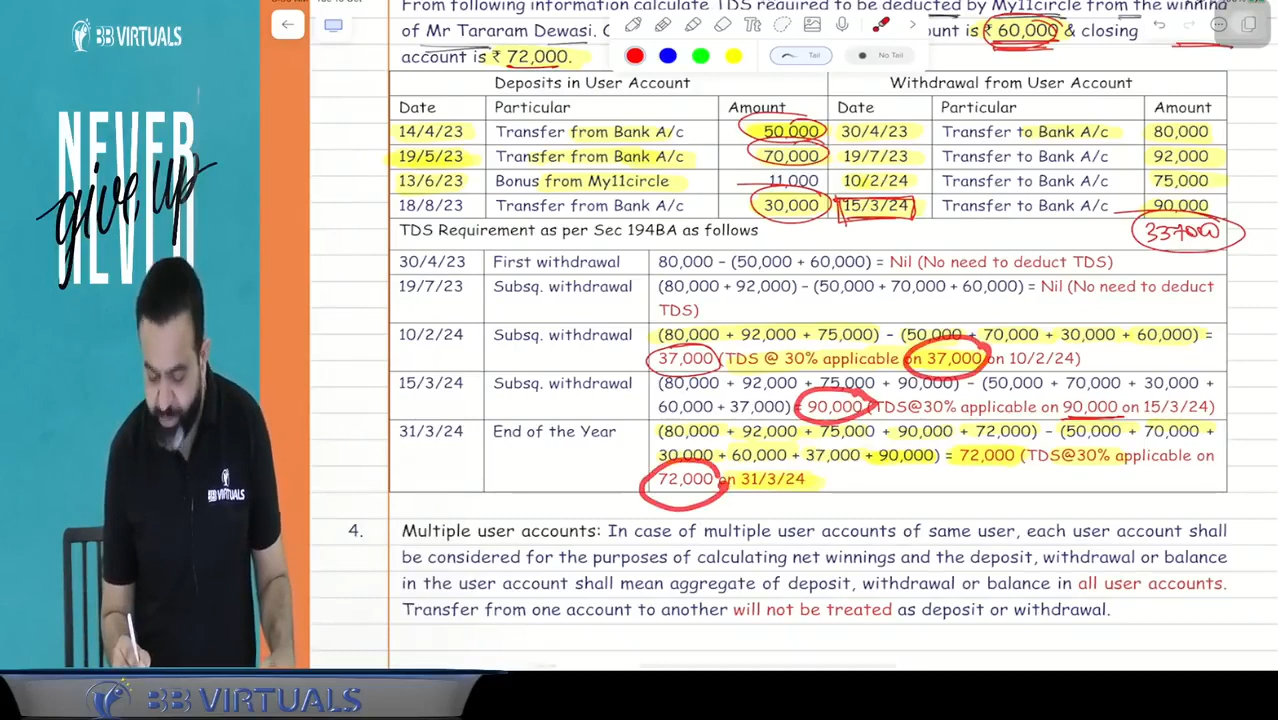 From following information calculate TDS required to be deducted by My11circle from the winning
of Mr Tararam Dewasi. unt is ₹ 60,000 & closing
account is ₹ 72,000.
Tail
No Tail
BB VIRTUALS
NEVER
give up
NEVER
Deposits in User Account Withdrawal from User Account
Date Particular Amount Date Particular Amount
14/4/23 Transfer from Bank A/c 50,000 30/4/23 Transfer to Bank A/c 80,000
19/5/23 Transfer from Bank A/c 70,000 19/7/23 Transfer to Bank A/c 92,000
13/6/23 Bonus from My11circle 11,000 10/2/24 Transfer to Bank A/c 75,000
18/8/23 Transfer from Bank A/c 30,000 15/3/24 Transfer to Bank A/c 90,000
337000
TDS Requirement as per Sec 194BA as follows
30/4/23 First withdrawal 80,000 – (50,000 + 60,000) = Nil (No need to deduct TDS)
19/7/23 Subsq. withdrawal (80,000 + 92,000) – (50,000 + 70,000 + 60,000) = Nil (No need to deduct
TDS)
10/2/24 Subsq. withdrawal (80,000 + 92,000 + 75,000) – (50,000 + 70,000 + 30,000 + 60,000) =
37,000 (TDS @ 30% applicable on 37,000 on 10/2/24)
15/3/24 Subsq. withdrawal (80,000 + 92,000 + 75,000 + 90,000) – (50,000 + 70,000 + 30,000 +
60,000 + 37,000) = 90,000 (TDS@30% applicable on 90,000 on 15/3/24)
31/3/24 End of the Year (80,000 + 92,000 + 75,000 + 90,000 + 72,000) – (50,000 + 70,000 +
30,000 + 60,000 + 37,000 + 90,000) = 72,000 (TDS@30% applicable on
72,000 on 31/3/24
4. Multiple user accounts: In case of multiple user accounts of same user, each user account shall
be considered for the purposes of calculating net winnings and the deposit, withdrawal or balance
in the user account shall mean aggregate of deposit, withdrawal or balance in all user accounts.
Transfer from one account to another will not be treated as deposit or withdrawal.
BB VIRTUALS
BB VIRTUALS